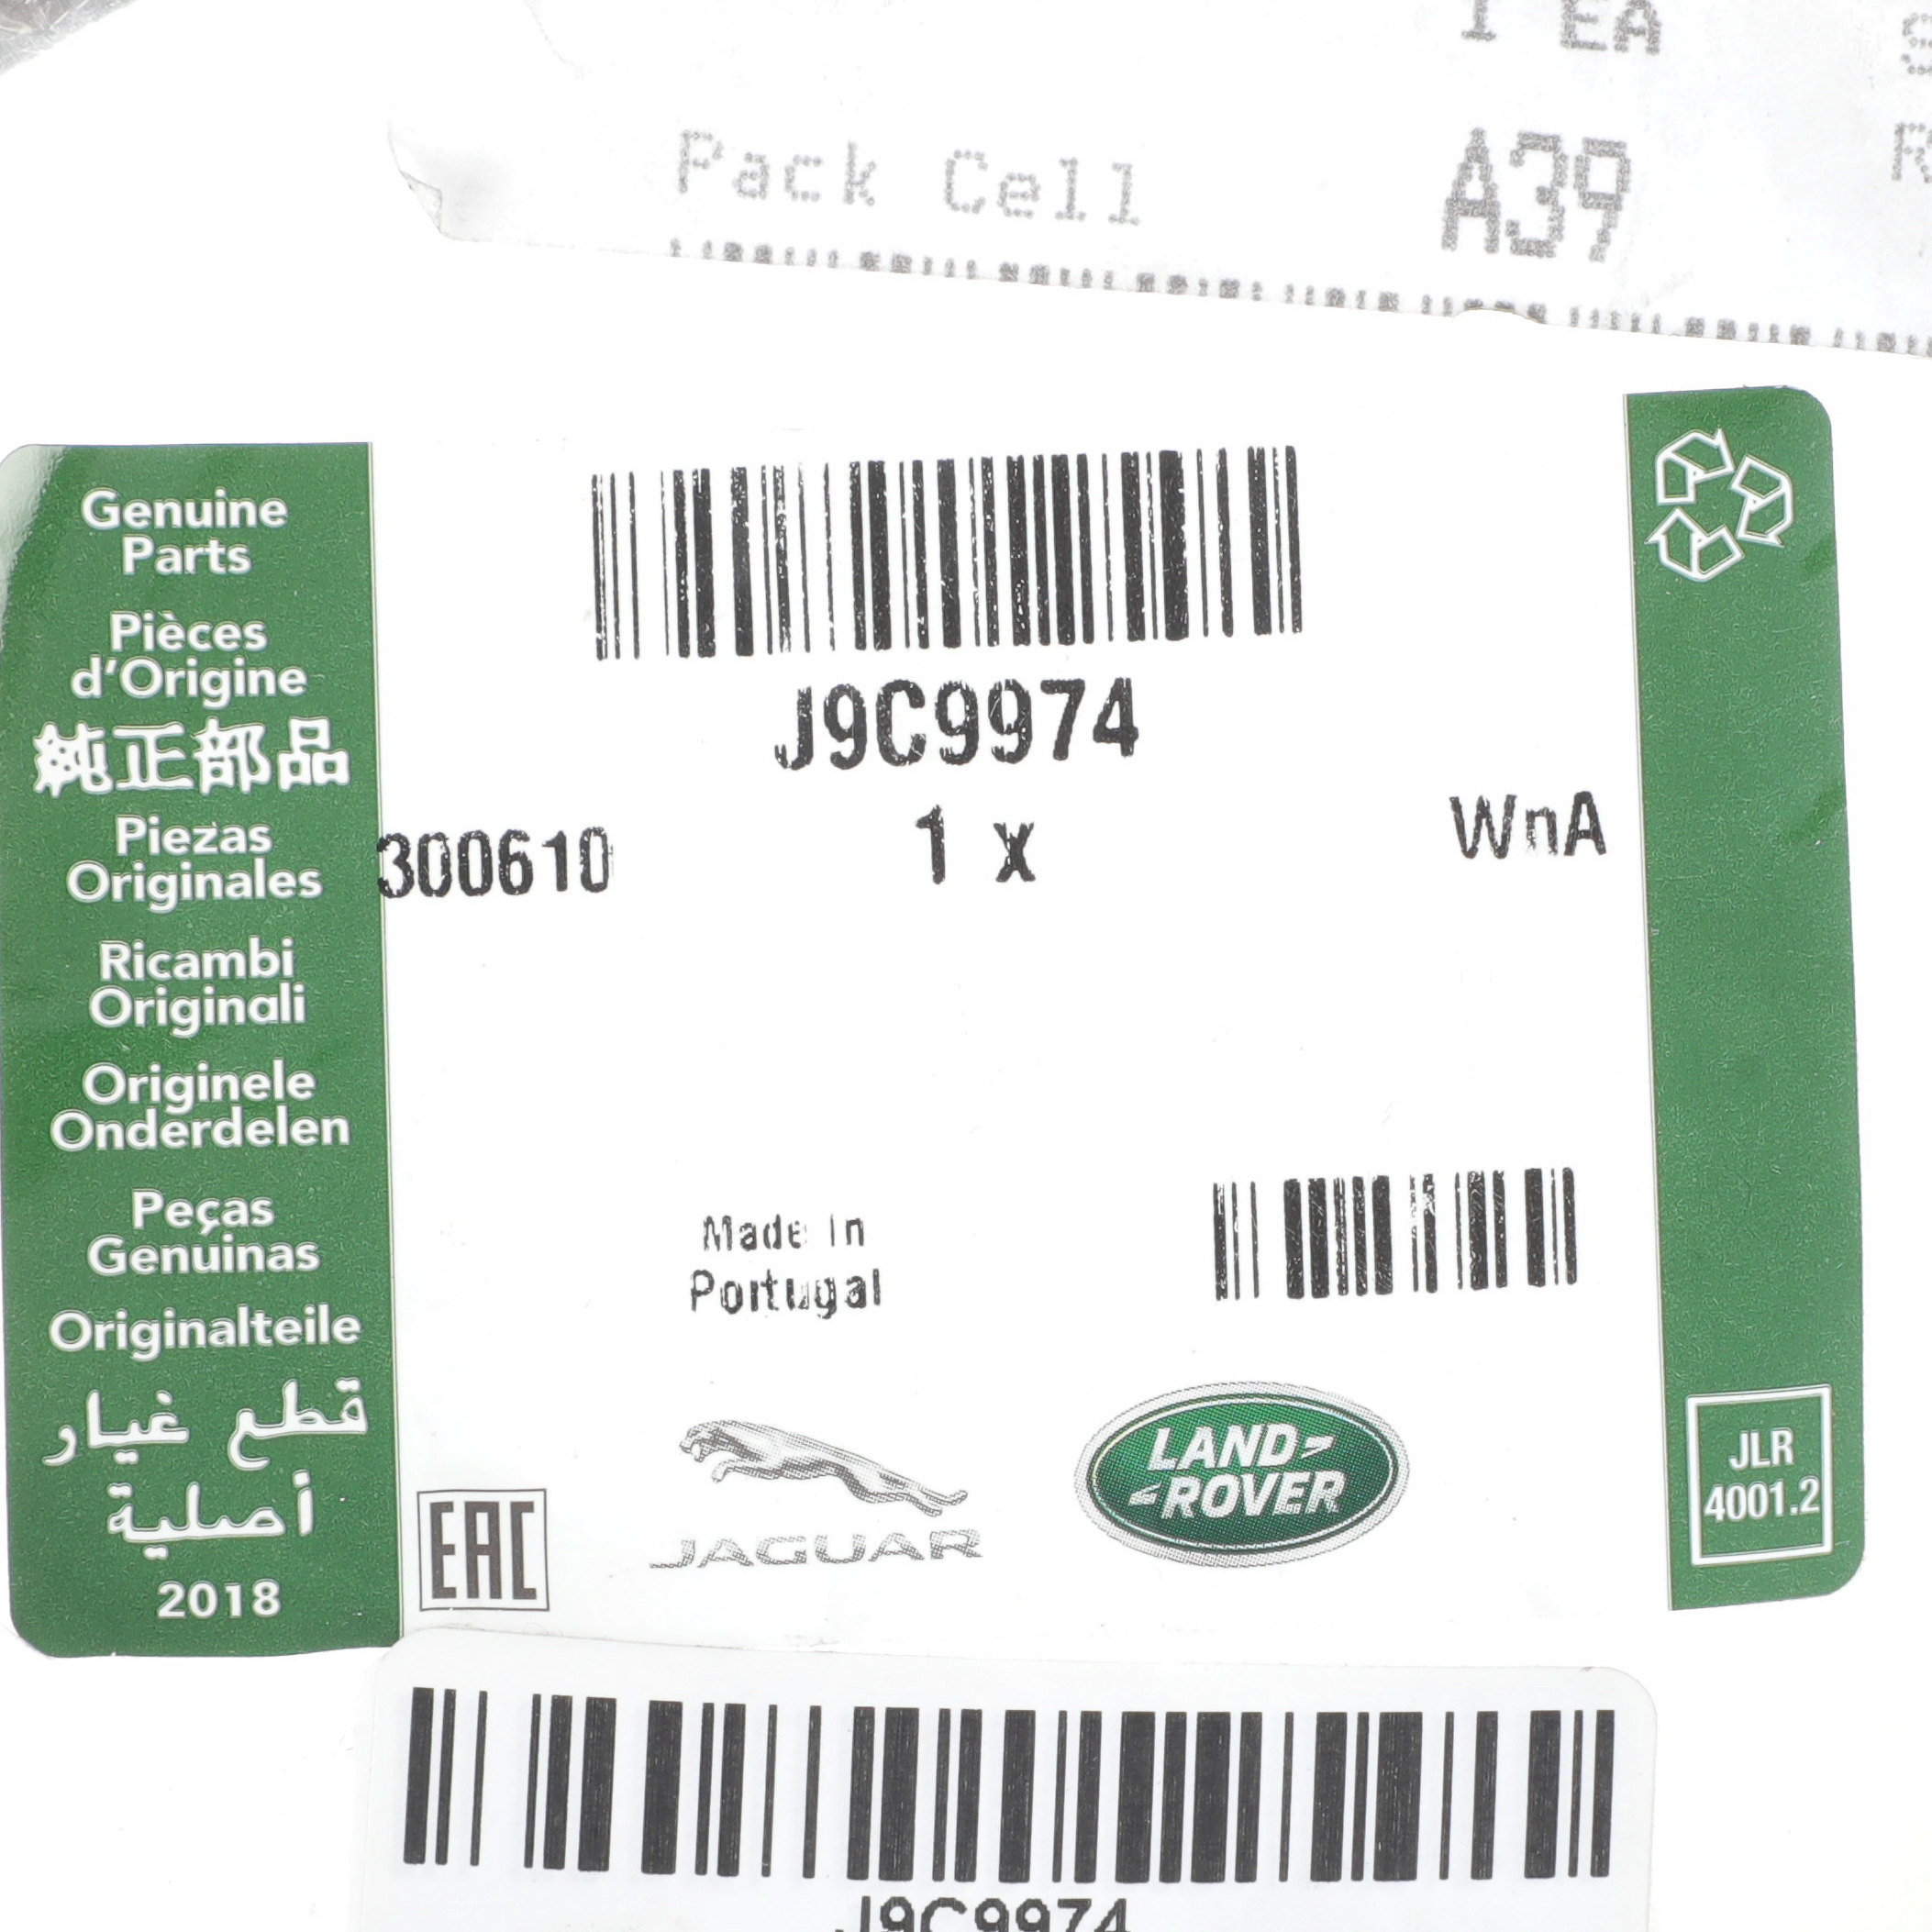 1 EA
Pack Cell
A39
Genuine
Parts
Pièces
d'Origine
純正部品
Piezas
Originales
Ricambi
Originali
Originele
Onderdelen
Peças
Genuinas
Originalteile
قطع غيار
أصلية
2018
J9C9974
300610
1 x
WnA
Made In
Portugal
EAC
JAGUAR
LAND-
-ROVER
JLR
4001.2
J9C9974